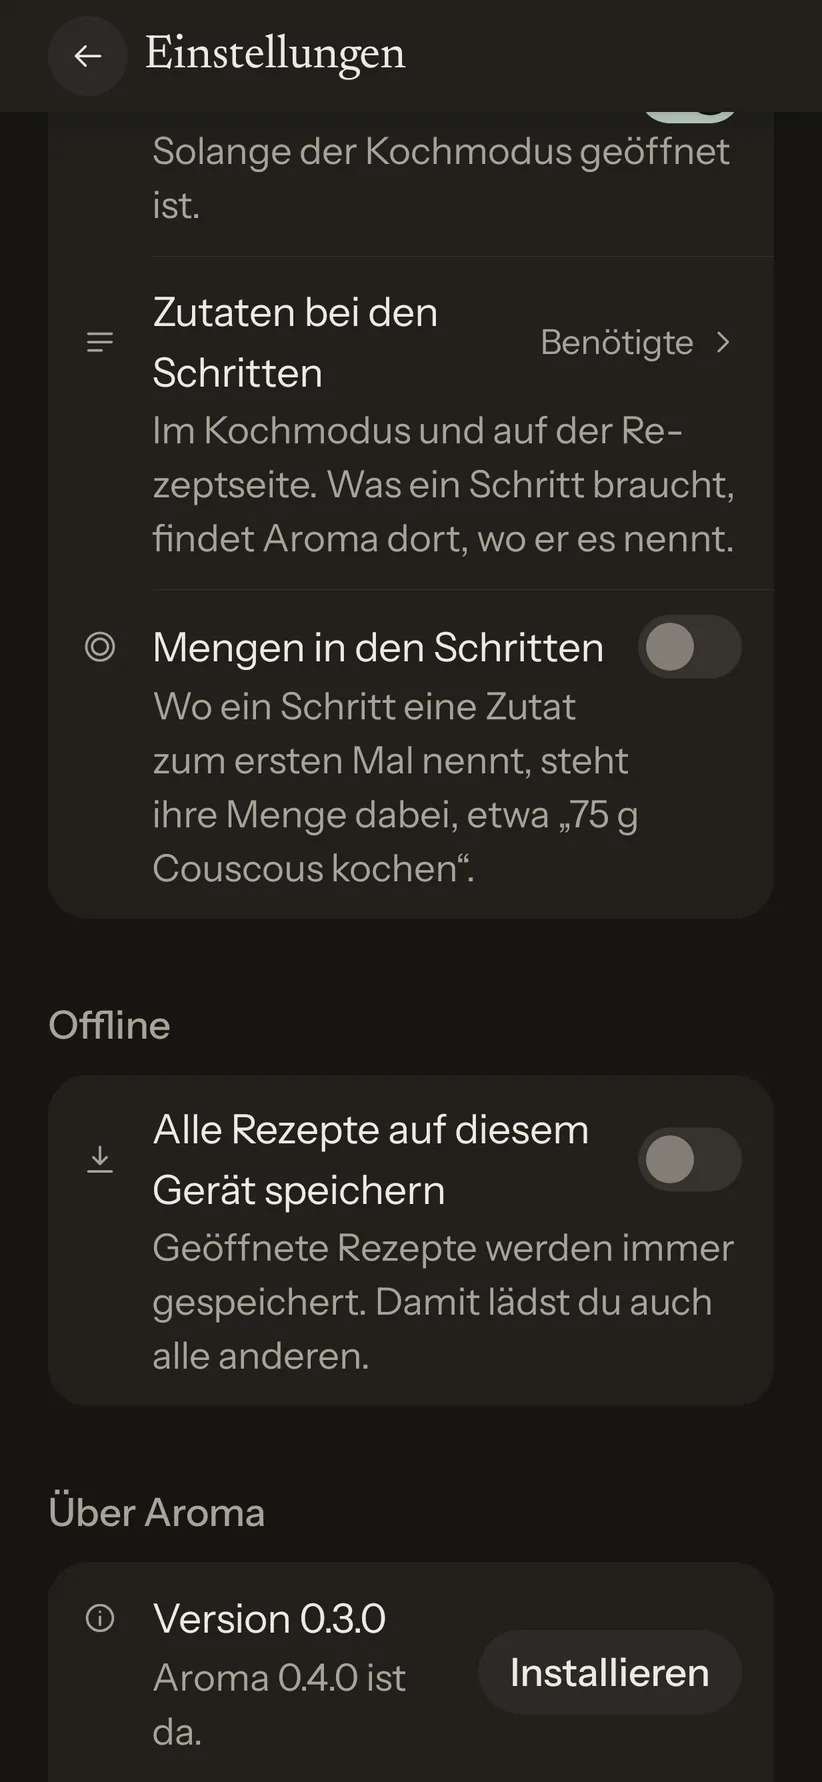 Einstellungen
Solange der Kochmodus geöffnet
ist.
Zutaten bei den
Schritten
Benötigte
Im Kochmodus und auf der Re-
zeptseite. Was ein Schritt braucht,
findet Aroma dort, wo er es nennt.
Mengen in den Schritten
Wo ein Schritt eine Zutat
zum ersten Mal nennt, steht
ihre Menge dabei, etwa „75 g
Couscous kochen“.
Offline
Alle Rezepte auf diesem
Gerät speichern
Geöffnete Rezepte werden immer
gespeichert. Damit lädst du auch
alle anderen.
Über Aroma
Version 0.3.0
Aroma 0.4.0 ist
da.
Installieren